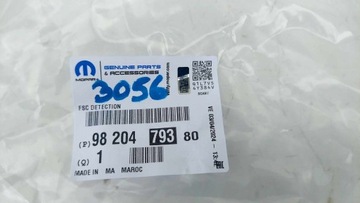 MOPAR
GENUINE PARTS
& ACCESSORIES
3056
FSC DETECTION
(P) 98 204 793 80
(Q) 1
MADE IN MA MAROC